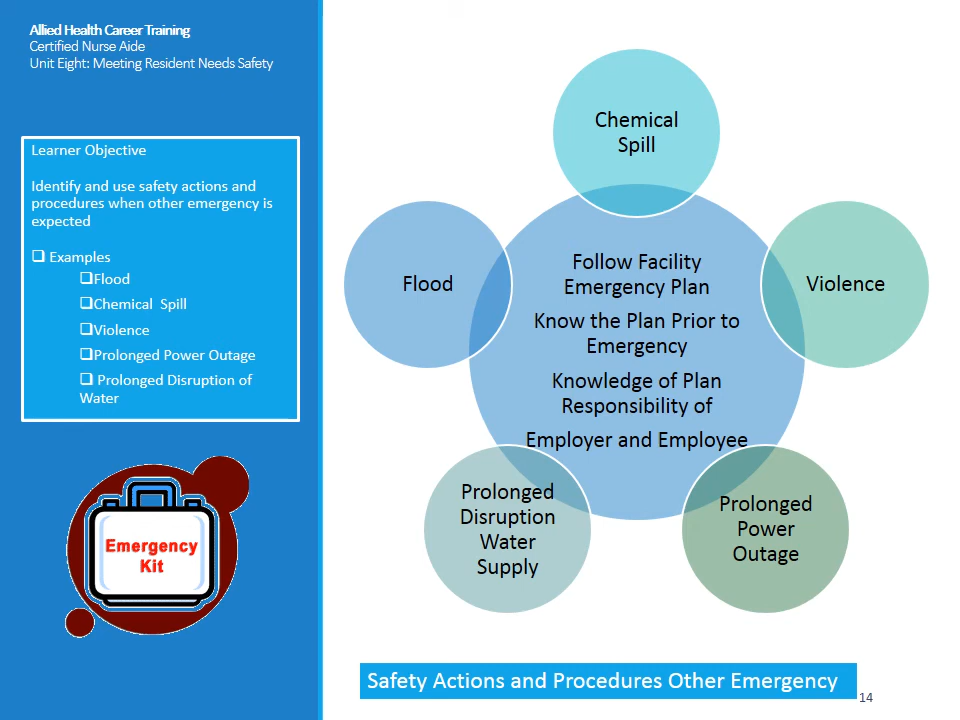 Allied Health Career Training
Certified Nurse Aide
Unit Eight: Meeting Resident Needs Safety
Learner Objective
Identify and use safety actions and
procedures when other emergency is
expected
❑ Examples
❑Flood
❑Chemical Spill
❑Violence
❑Prolonged Power Outage
❑ Prolonged Disruption of
Water
Emergency
Kit
Chemical
Spill
Flood
Follow Facility
Emergency Plan
Know the Plan Prior to
Emergency
Knowledge of Plan
Responsibility of
Employer and Employee
Violence
Prolonged
Disruption
Water
Supply
Prolonged
Power
Outage
Safety Actions and Procedures Other Emergency
14